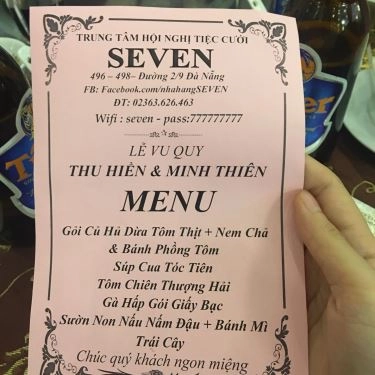 TRUNG TÂM HỘI NGHỊ TIỆC CƯỚI
SEVEN
496 – 498– Đường 2/9 Đà Nẵng
FB: Facebook.com/nhahangSEVEN
ĐT: 02363.626.463
Wifi : seven - pass:777777777
LỄ VU QUY
THU HIỀN & MINH THIÊN
MENU
Gỏi Củ Hủ Dừa Tôm Thịt + Nem Chả
& Bánh Phồng Tôm
Súp Cua Tóc Tiên
Tôm Chiên Thượng Hải
Gà Hấp Gói Giấy Bạc
Sườn Non Nấu Nấm Đậu + Bánh Mì
Trái Cây
Chúc quý khách ngon miệng